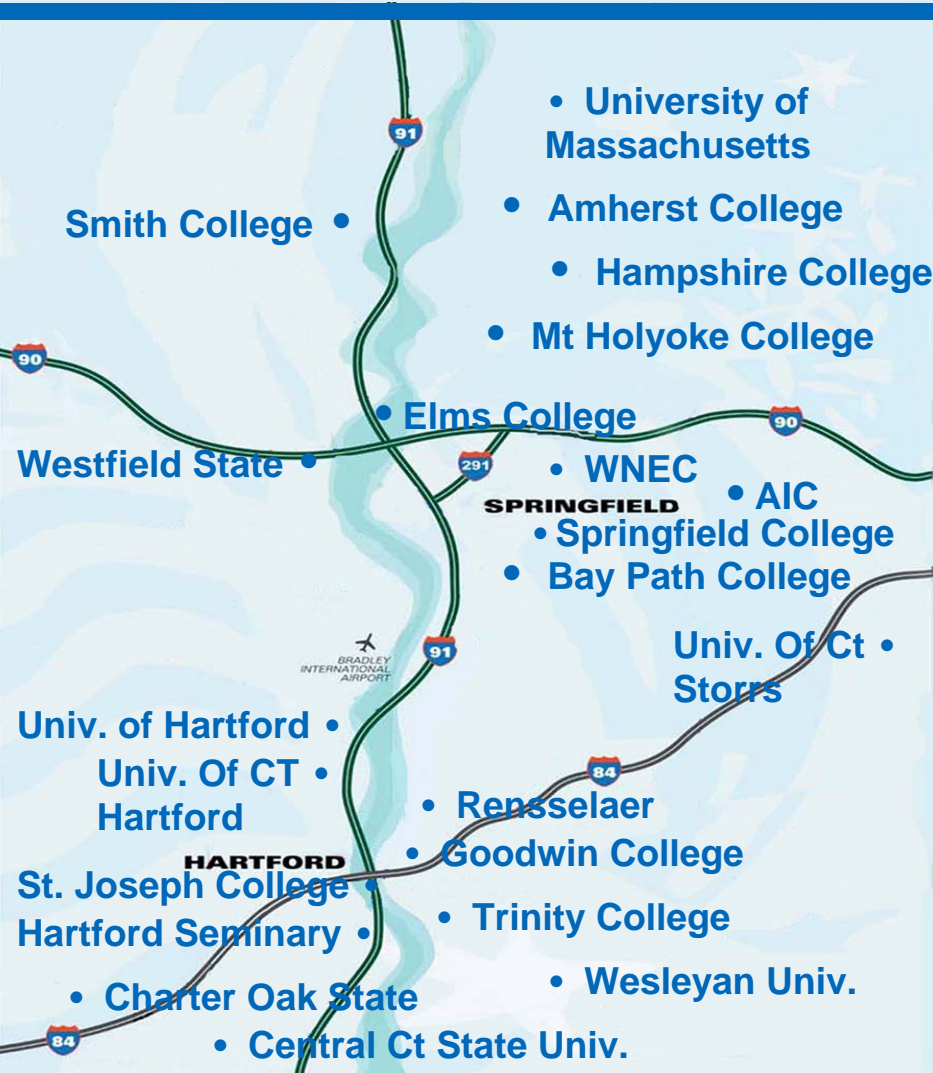 • University of
Massachusetts
91
Smith College •
• Amherst College
• Hampshire College
• Mt Holyoke College
90
• Elms College
90
Westfield State •
291
• WNEC
SPRINGFIELD
• AIC
• Springfield College
• Bay Path College
91
BRADLEY
INTERNATIONAL
AIRPORT
Univ. Of Ct •
Storrs
Univ. of Hartford •
Univ. Of CT •
Hartford
84
• Rensselaer
• Goodwin College
HARTFORD
St. Joseph College •
• Trinity College
Hartford Seminary •
• Wesleyan Univ.
• Charter Oak State
84
• Central Ct State Univ.